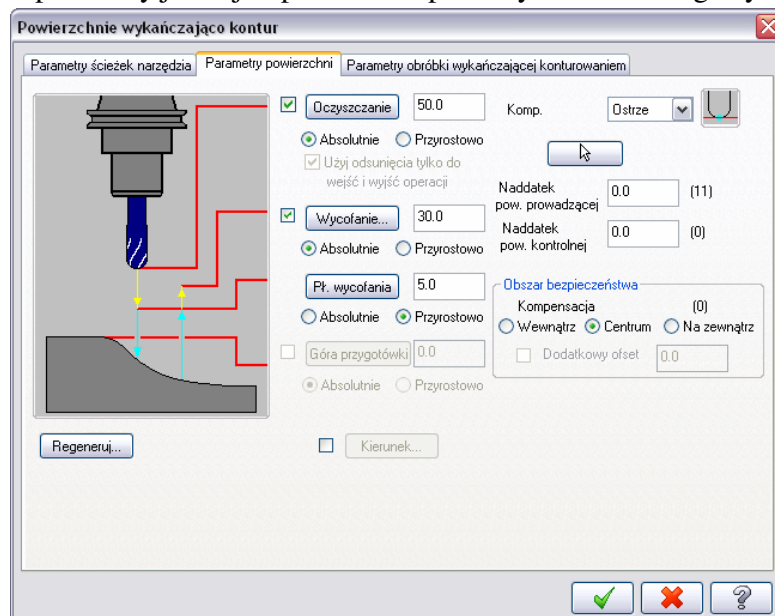 Powierzchnie wykańczająco kontur
Parametry ścieżek narzędzia Parametry powierzchni Parametry obróbki wykańczającej konturowaniem
Oczyszczanie 50.0
Absolutnie Przyrostowo
Użyj odsunięcia tylko do
wejść i wyjść operacji
Wycofanie... 30.0
Absolutnie Przyrostowo
Pł. wycofania 5.0
Absolutnie Przyrostowo
Góra przygotówki 0.0
Absolutnie Przyrostowo
Komp. Ostrze
Naddatek
pow. prowadzącej 0.0 (11)
Naddatek
pow. kontrolnej 0.0 (0)
Obszar bezpieczeństwa
Kompensacja (0)
Wewnątrz Centrum Na zewnątrz
Dodatkowy ofset 0.0
Regeneruj... Kierunek...